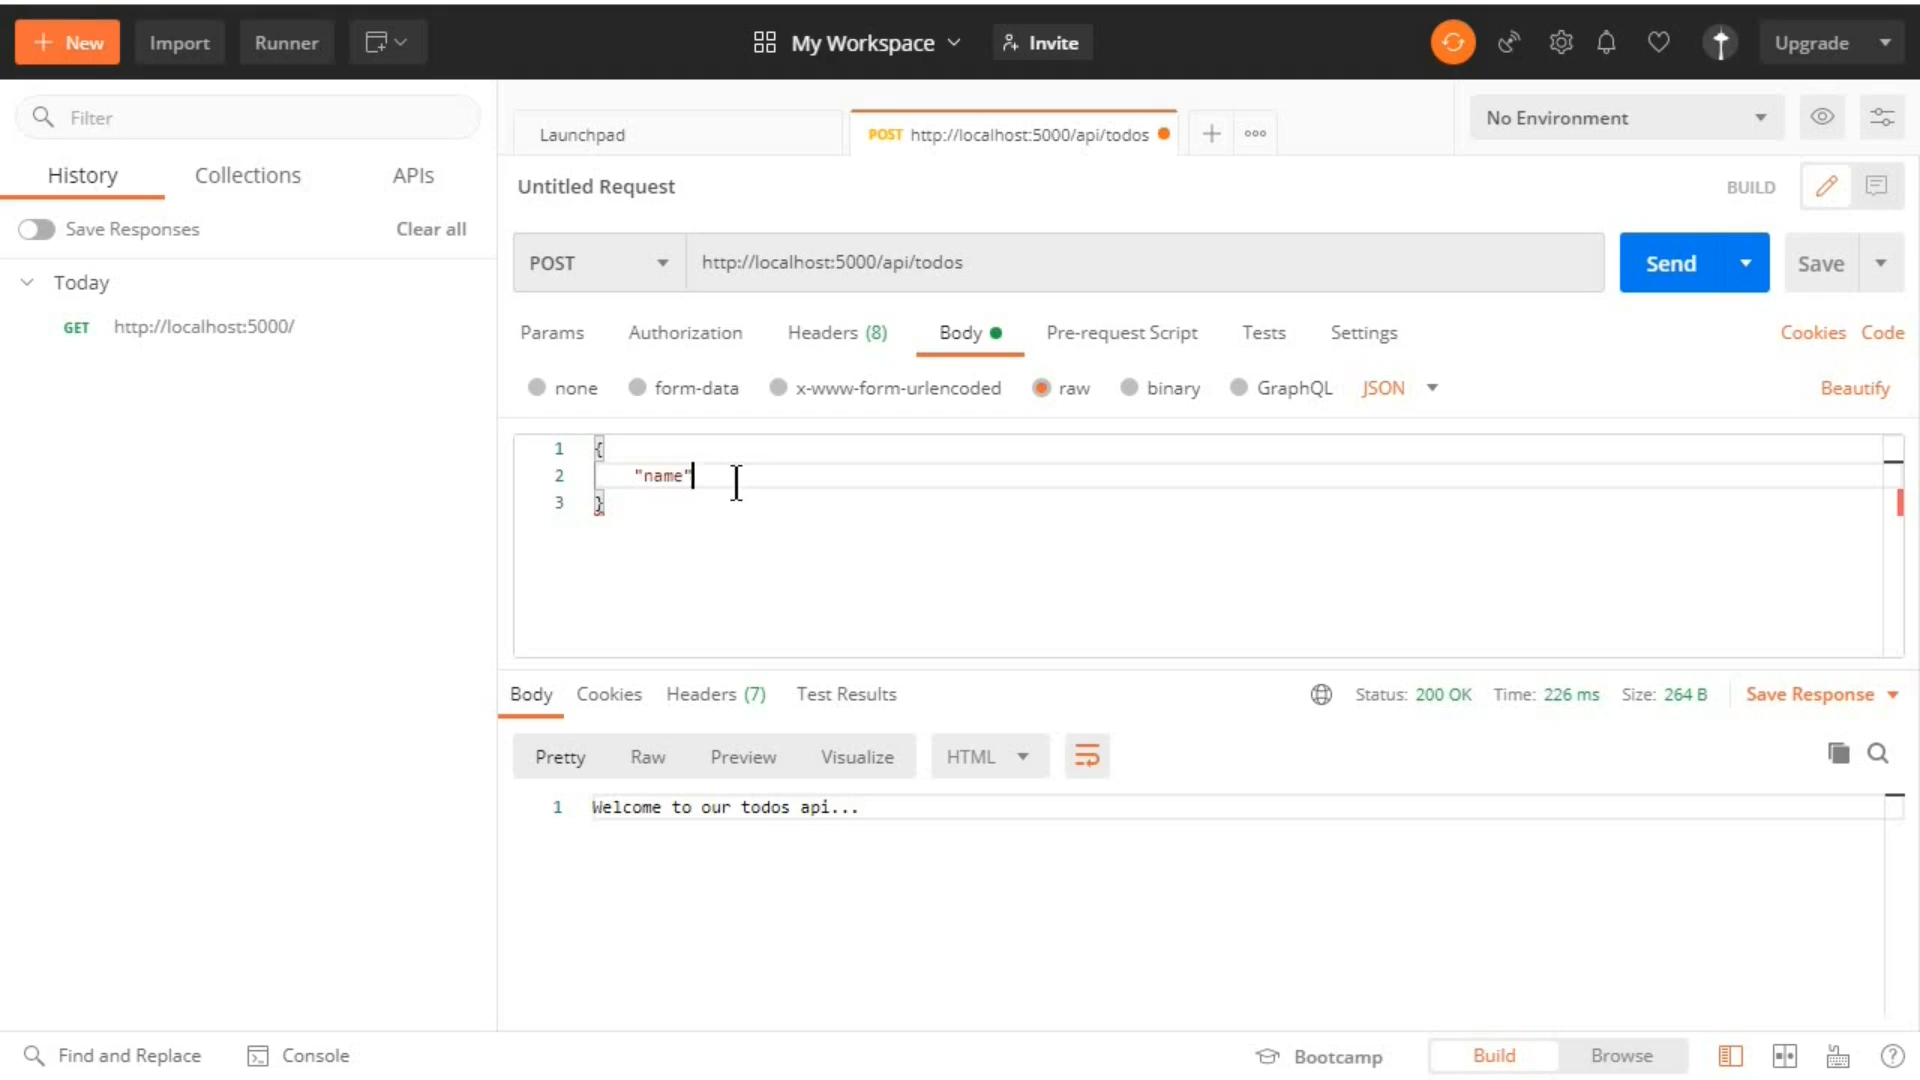 New
Import
Runner
My Workspace
Invite
Upgrade
Filter
History
Collections
APIs
Save Responses
Clear all
Today
GET http://localhost:5000/
Launchpad
POST http://localhost:5000/api/todos
No Environment
Untitled Request
BUILD
POST
http://localhost:5000/api/todos
Send
Save
Params
Authorization
Headers (8)
Body
Pre-request Script
Tests
Settings
Cookies
Code
none
form-data
x-www-form-urlencoded
raw
binary
GraphQL
JSON
Beautify
1 {
2 "name"
3 }
Body
Cookies
Headers (7)
Test Results
Status: 200 OK
Time: 226 ms
Size: 264 B
Save Response
Pretty
Raw
Preview
Visualize
HTML
1 Welcome to our todos api...
Find and Replace
Console
Bootcamp
Build
Browse